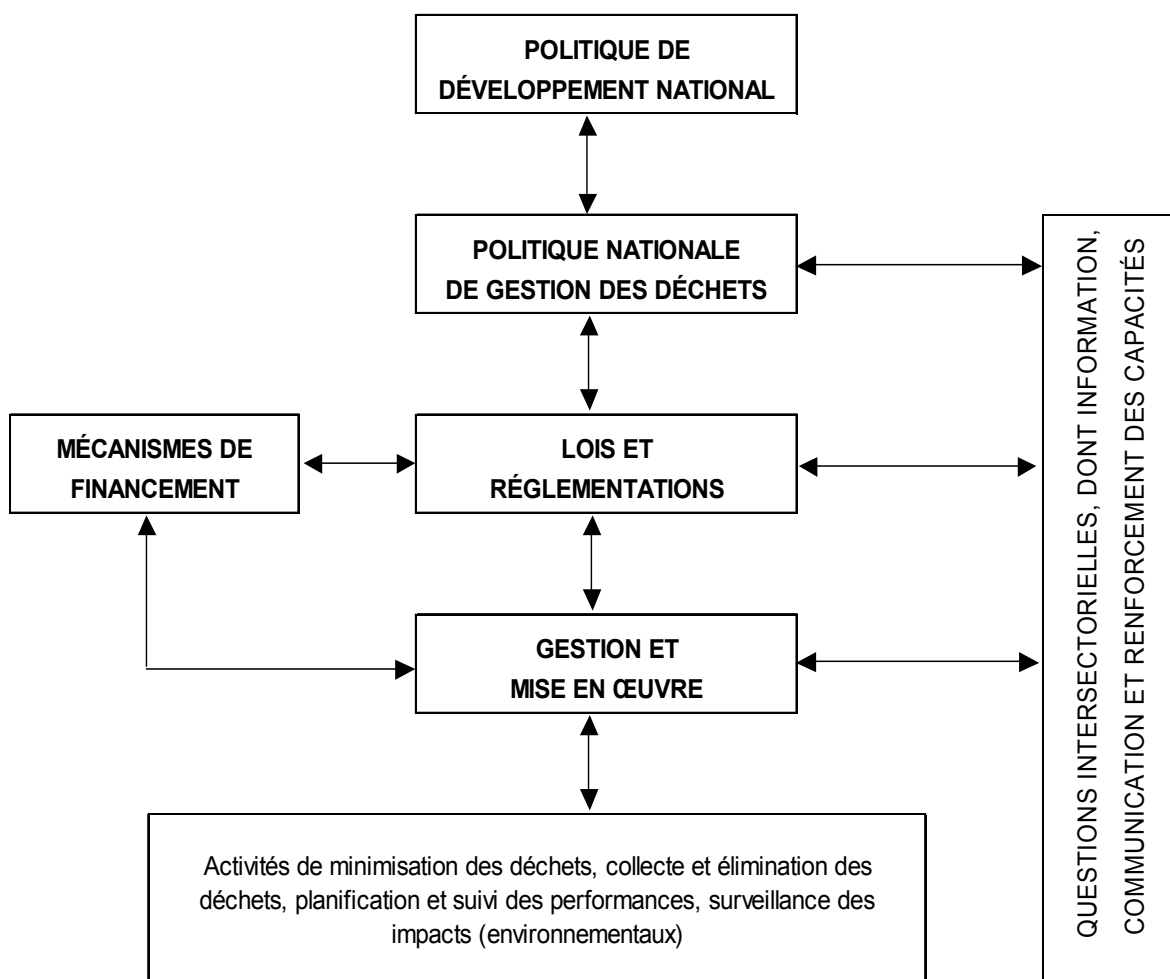 POLITIQUE DE
DÉVELOPPEMENT NATIONAL
POLITIQUE NATIONALE
DE GESTION DES DÉCHETS
MÉCANISMES DE
FINANCEMENT
LOIS ET
RÉGLEMENTATIONS
GESTION ET
MISE EN ŒUVRE
Activités de minimisation des déchets, collecte et élimination des
déchets, planification et suivi des performances, surveillance des
impacts (environnementaux)
QUESTIONS INTERSECTORIELLES, DONT INFORMATION,
COMMUNICATION ET RENFORCEMENT DES CAPACITÉS